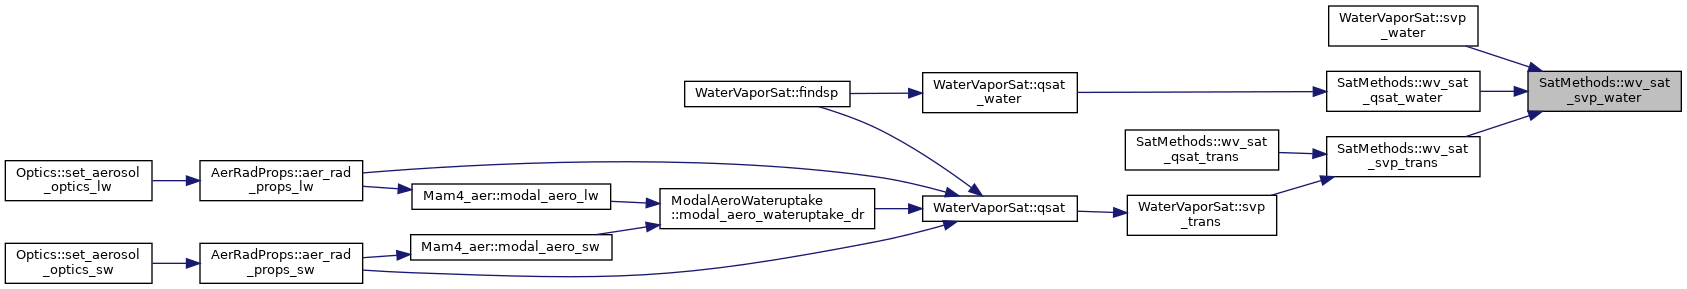 WaterVaporSat::svp
_water
SatMethods::wv_sat
_svp_water
SatMethods::wv_sat
_qsat_water
WaterVaporSat::qsat
_water
WaterVaporSat::findsp
SatMethods::wv_sat
_qsat_trans
SatMethods::wv_sat
_svp_trans
Optics::set_aerosol
_optics_lw
AerRadProps::aer_rad
_props_lw
Mam4_aer::modal_aero_lw
ModalAeroWateruptake
::modal_aero_wateruptake_dr
WaterVaporSat::qsat
WaterVaporSat::svp
_trans
Mam4_aer::modal_aero_sw
Optics::set_aerosol
_optics_sw
AerRadProps::aer_rad
_props_sw